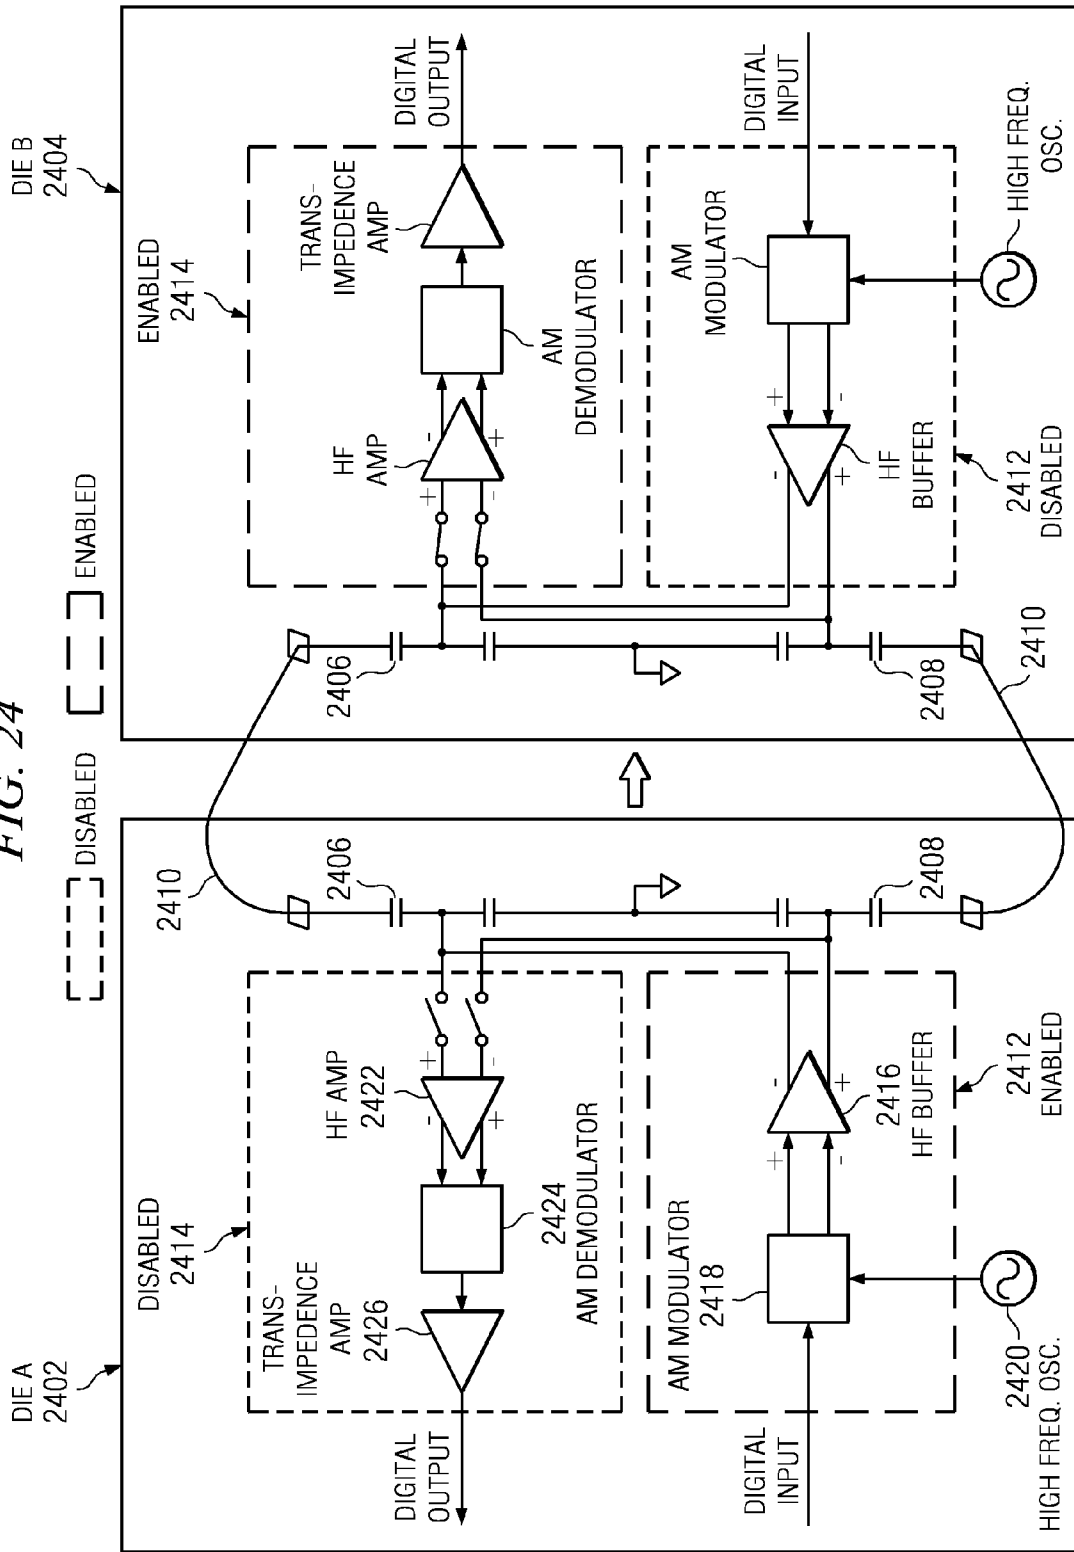 FIG. 24
DISABLED
ENABLED
DIE A
2402
DIE B
2404
DISABLED
2414
TRANS-
IMPEDENCE
AMP
2426
HF AMP
2422
2424
AM DEMODULATOR
DIGITAL
OUTPUT
AM MODULATOR
2418
2416
HF BUFFER
2412
ENABLED
DIGITAL
INPUT
2420
HIGH FREQ. OSC.
+
-
-
+
+
-
-
+
2410
2406
2408
2406
2408
2410
ENABLED
2414
HF
AMP
TRANS-
IMPEDENCE
AMP
AM
DEMODULATOR
DIGITAL
OUTPUT
AM
MODULATOR
HF
BUFFER
2412
DISABLED
DIGITAL
INPUT
HIGH FREQ.
OSC.
+
-
-
+
+
-
-
+